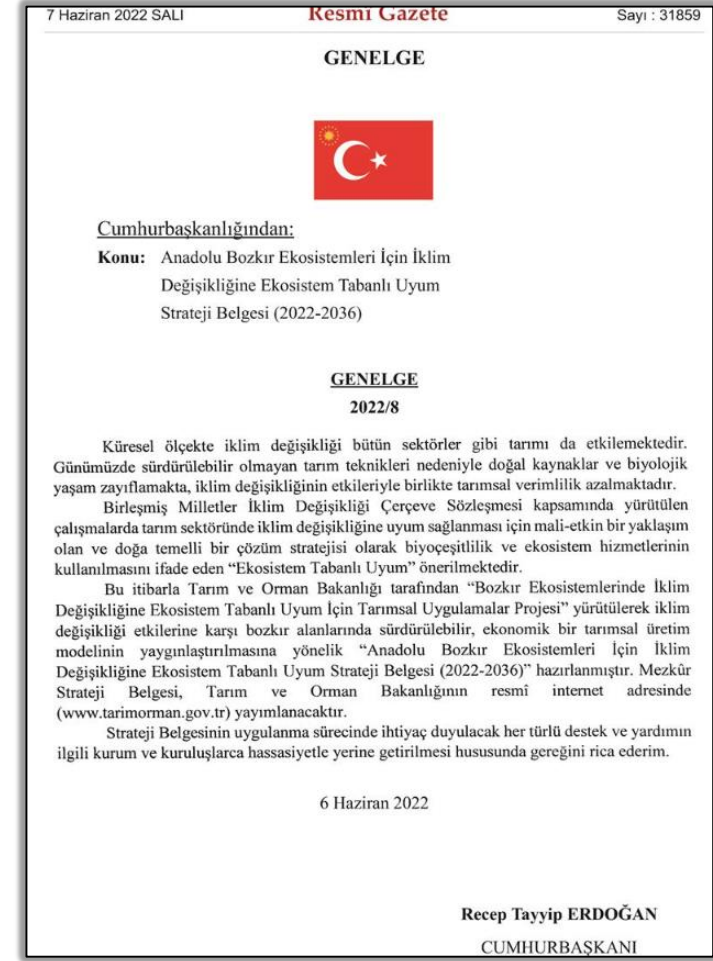 7 Haziran 2022 SALI Resmî Gazete Sayı : 31859
GENELGE
Cumhurbaşkanlığından:
Konu: Anadolu Bozkır Ekosistemleri İçin İklim
Değişikliğine Ekosistem Tabanlı Uyum
Strateji Belgesi (2022-2036)
GENELGE
2022/8
Küresel ölçekte iklim değişikliği bütün sektörler gibi tarımı da etkilemektedir.
Günümüzde sürdürülebilir olmayan tarım teknikleri nedeniyle doğal kaynaklar ve biyolojik
yaşam zayıflamakta, iklim değişikliğinin etkileriyle birlikte tarımsal verimlilik azalmaktadır.
Birleşmiş Milletler İklim Değişikliği Çerçeve Sözleşmesi kapsamında yürütülen
çalışmalarda tarım sektöründe iklim değişikliğine uyum sağlanması için mali-etkin bir yaklaşım
olan ve doğa temelli bir çözüm stratejisi olarak biyoçeşitlilik ve ekosistem hizmetlerinin
kullanılmasını ifade eden “Ekosistem Tabanlı Uyum” önerilmektedir.
Bu itibarla Tarım ve Orman Bakanlığı tarafından “Bozkır Ekosistemlerinde İklim
Değişikliğine Ekosistem Tabanlı Uyum İçin Tarımsal Uygulamalar Projesi” yürütülerek iklim
değişikliği etkilerine karşı bozkır alanlarında sürdürülebilir, ekonomik bir tarımsal üretim
modelinin yaygınlaştırılmasına yönelik “Anadolu Bozkır Ekosistemleri İçin İklim
Değişikliğine Ekosistem Tabanlı Uyum Strateji Belgesi (2022-2036)” hazırlanmıştır. Mezkûr
Strateji Belgesi, Tarım ve Orman Bakanlığının resmî internet adresinde
(www.tarimorman.gov.tr) yayımlanacaktır.
Strateji Belgesinin uygulanma sürecinde ihtiyaç duyulacak her türlü destek ve yardımın
ilgili kurum ve kuruluşlarca hassasiyetle yerine getirilmesi hususunda gereğini rica ederim.
6 Haziran 2022
Recep Tayyip ERDOĞAN
CUMHURBAŞKANI